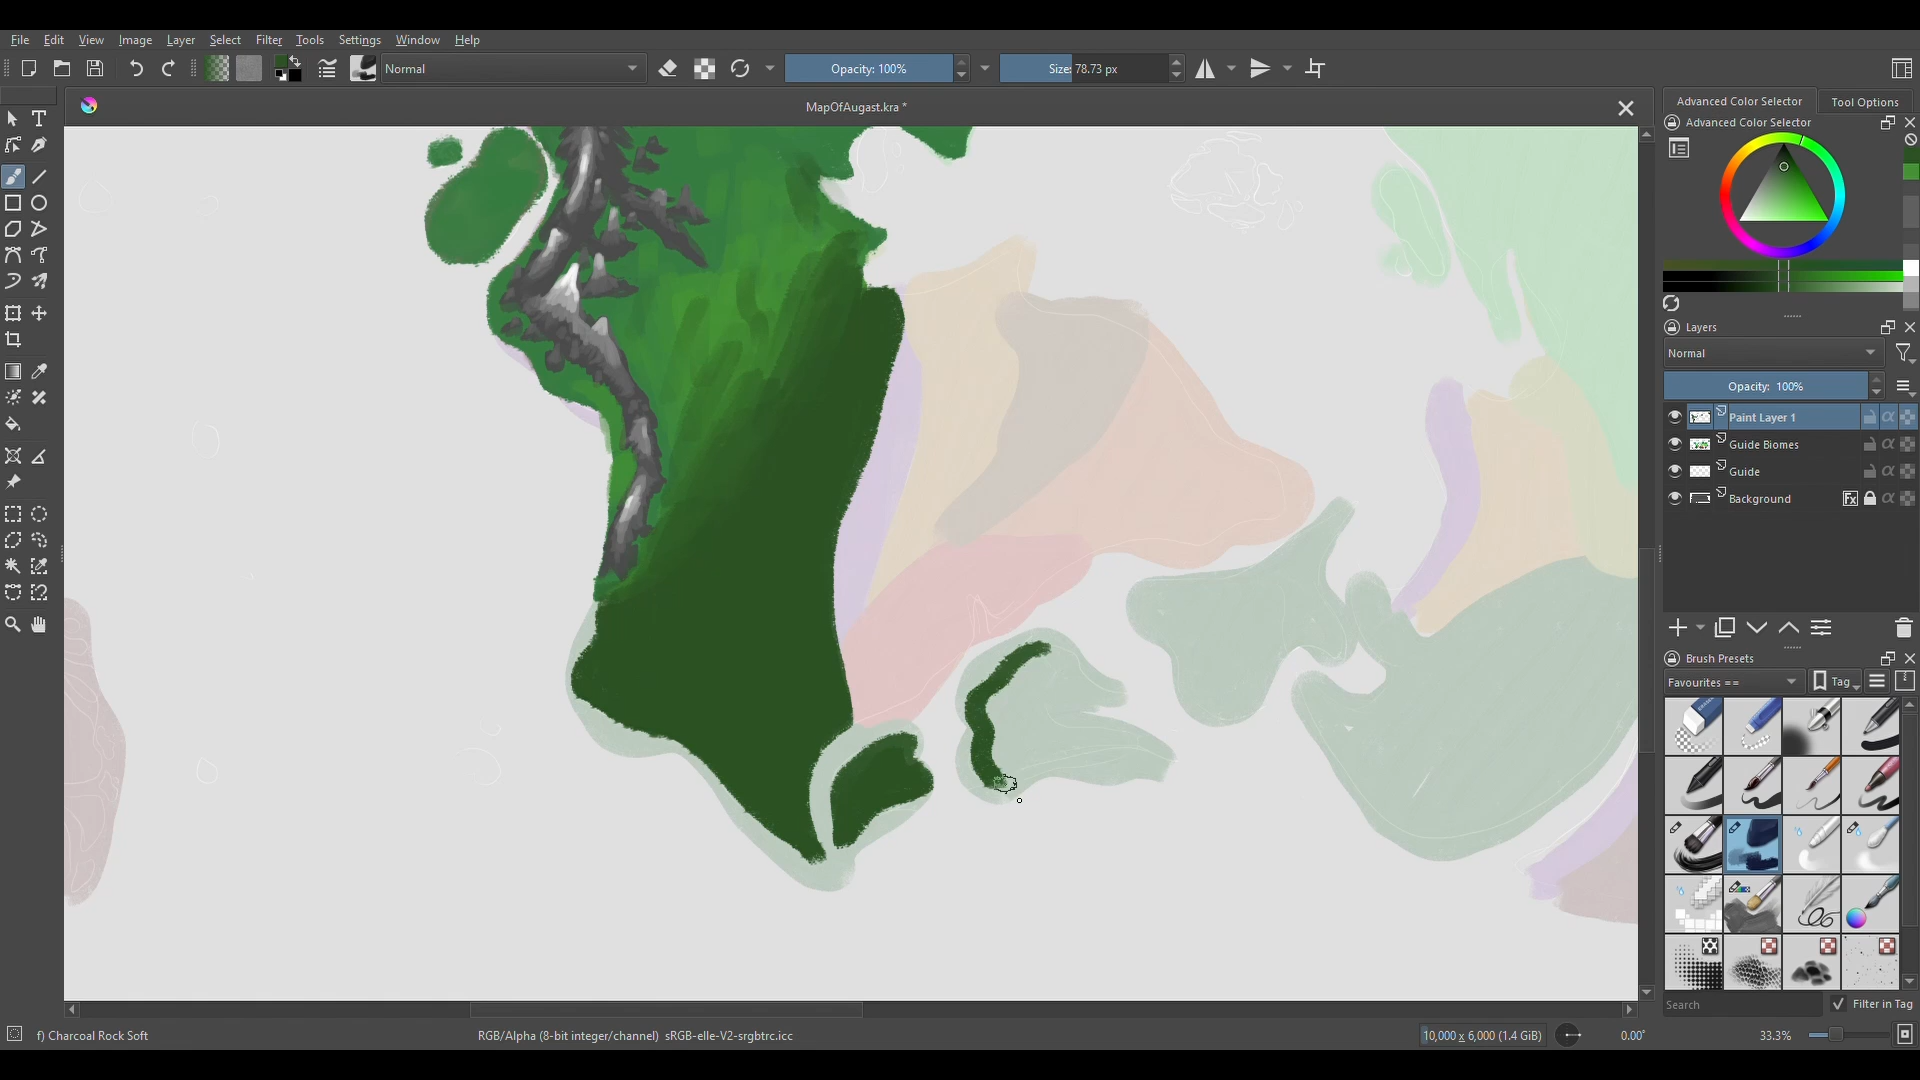 File Edit View Image Layer Select Filter Tools Settings Window Help
Normal
Opacity: 100%
Size: 78.73 px
MapOfAugast.kra *
Advanced Color Selector
Tool Options
Advanced Color Selector
Layers
Normal
Opacity: 100%
Paint Layer 1
Guide Biomes
Guide
Background
Fx
Brush Presets
Favourites ==
Tag
Search
Filter in Tag
f) Charcoal Rock Soft
RGB/Alpha (8-bit integer/channel) sRGB-elle-V2-srgbtrc.icc
10,000 x 6,000 (1.4 GiB)
0.00°
33.3%